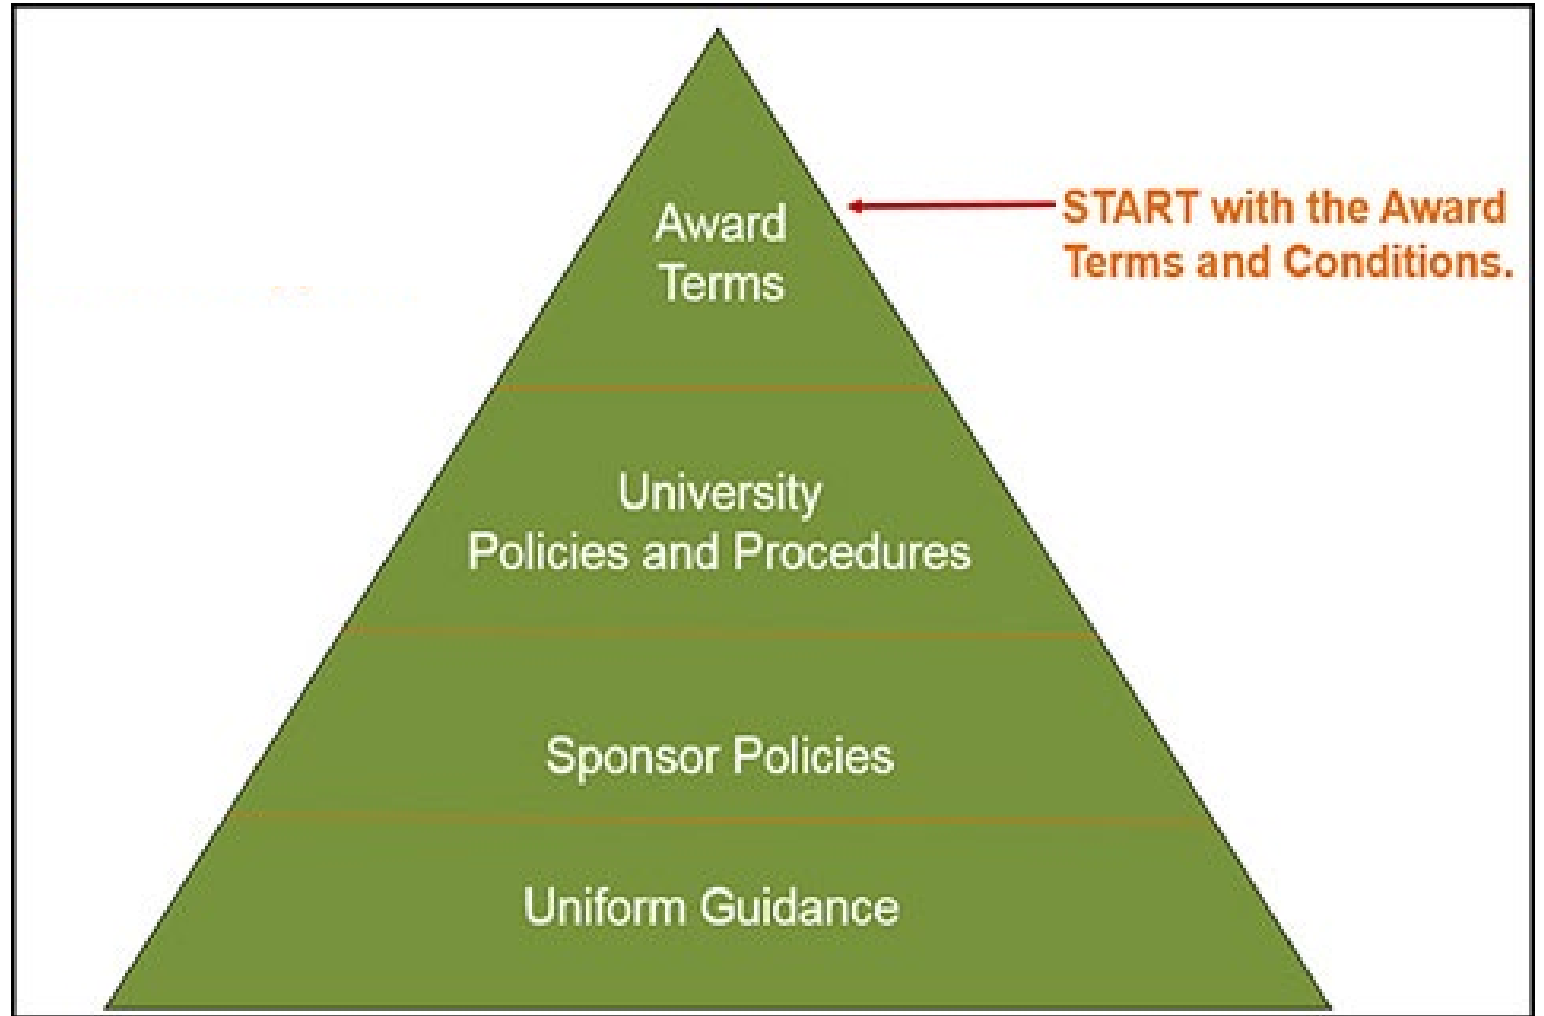 Award
Terms
START with the Award
Terms and Conditions.
University
Policies and Procedures
Sponsor Policies
Uniform Guidance